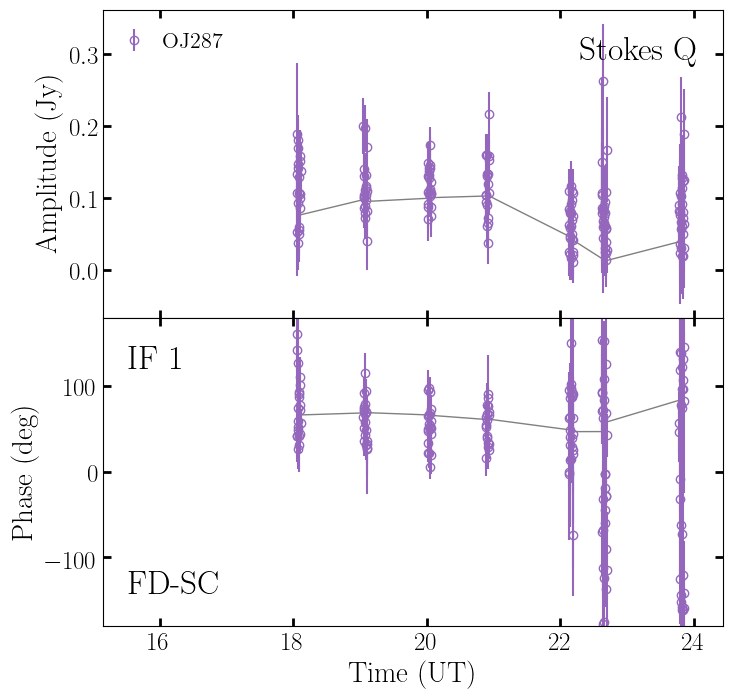 OJ287
Stokes Q
Amplitude (Jy)
0.3
0.2
0.1
0.0
IF 1
FD-SC
Phase (deg)
100
0
−100
16
18
20
22
24
Time (UT)